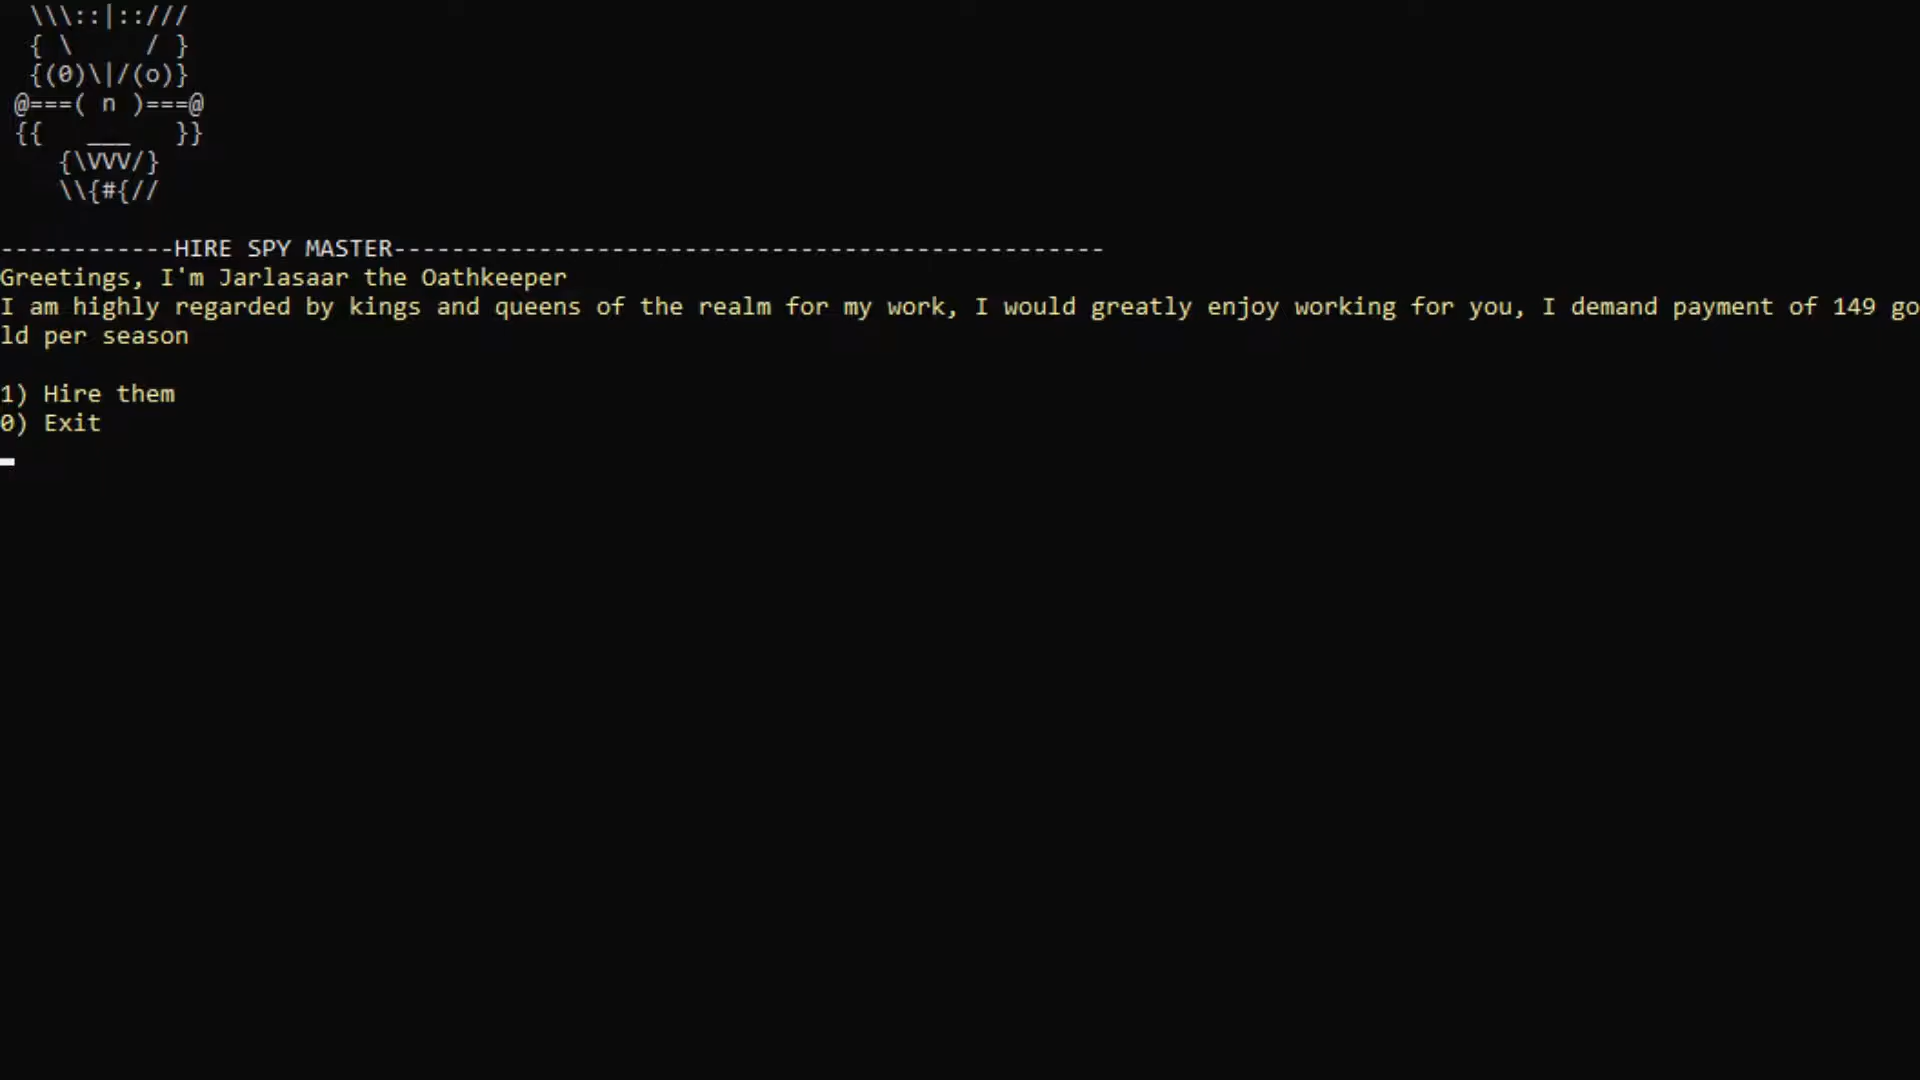 \\\::|::///
{ \     / }
{(0)\|/(o)}
@===( n )===@
{{   ___   }}
{\VVV/}
\\{#{//
------------HIRE SPY MASTER-------------------------------------------------
Greetings, I'm Jarlasaar the Oathkeeper
I am highly regarded by kings and queens of the realm for my work, I would greatly enjoy working for you, I demand payment of 149 go
ld per season
1) Hire them
0) Exit